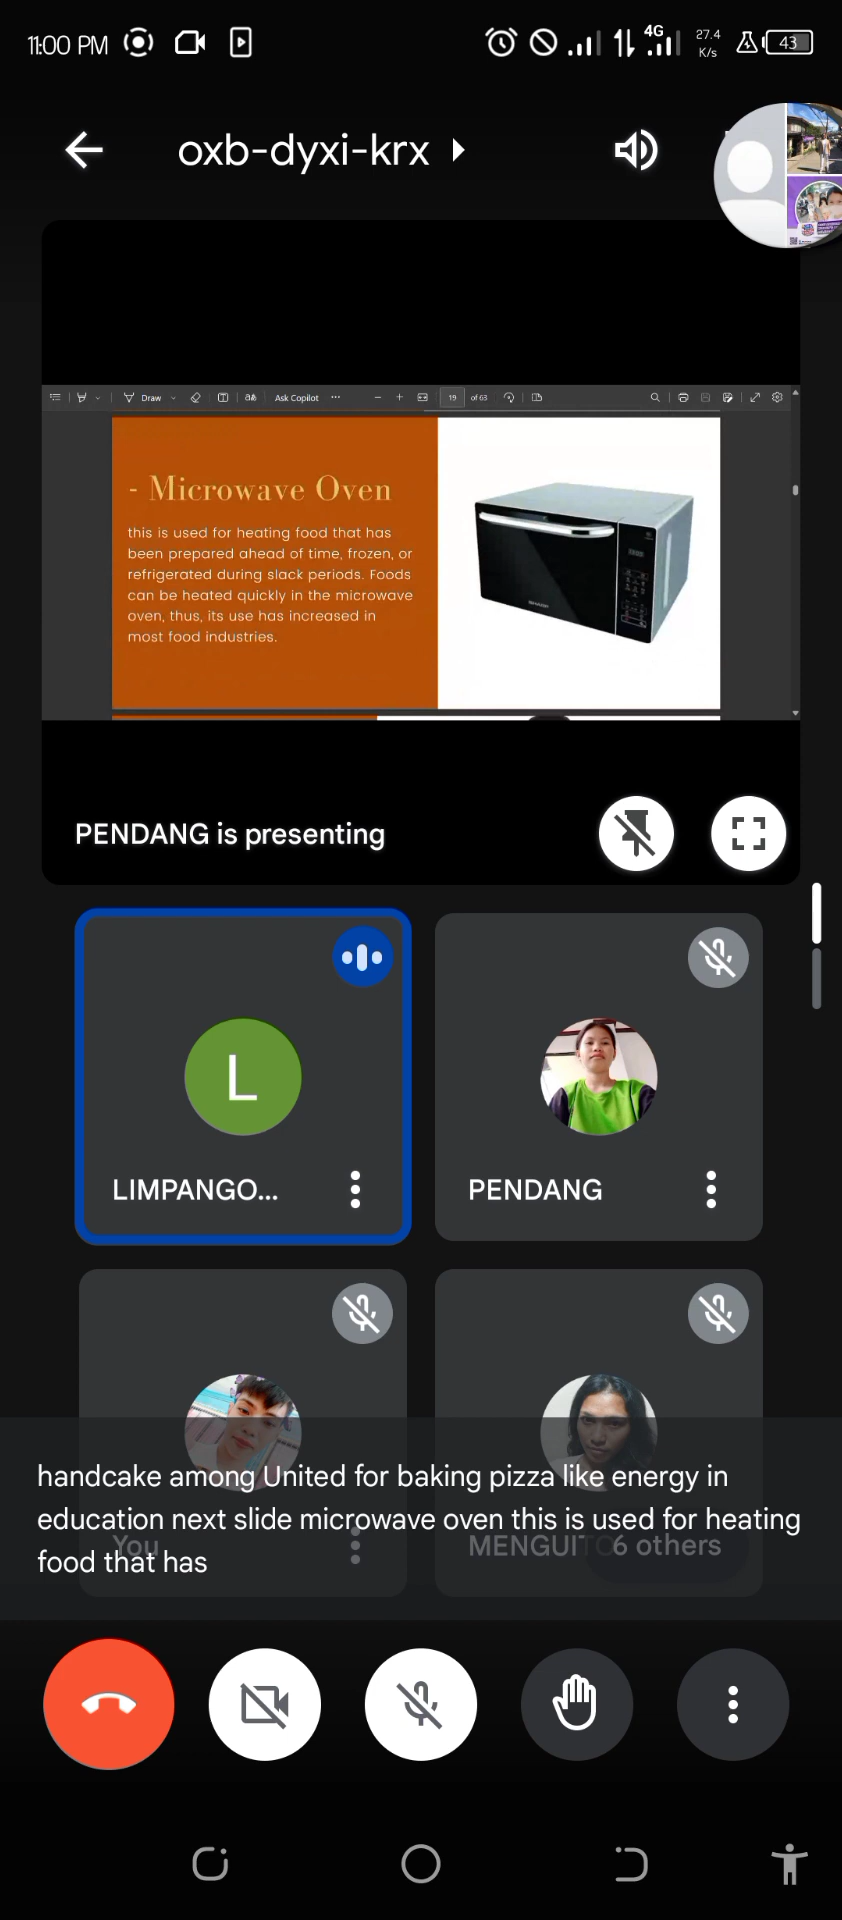 11:00 PM
4G
27.4
K/s
43
oxb-dyxi-krx
Draw
aあ
Ask Copilot
19
of 63
- Microwave Oven
this is used for heating food that has
been prepared ahead of time, frozen, or
refrigerated during slack periods. Foods
can be heated quickly in the microwave
oven, thus, its use has increased in
most food industries.
SHARP
PENDANG is presenting
L
LIMPANGO...
PENDANG
handcake among United for baking pizza like energy in
education next slide microwave oven this is used for heating
food that has
You
MENGUITO
6 others